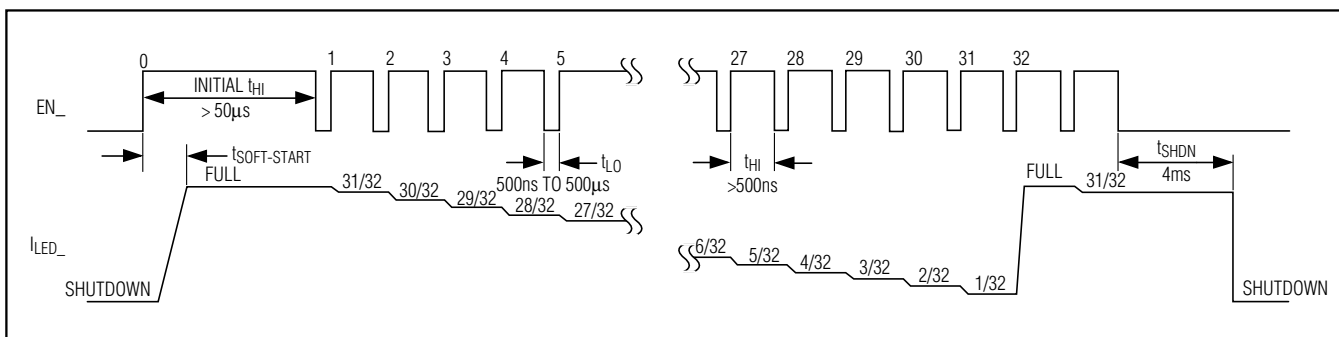 0 1 2 3 4 5 27 28 29 30 31 32
EN_
INITIAL tHI
>50µs
tSOFT-START
tLO
500ns TO 500µs
tHI
>500ns
tSHDN
4ms
ILED_
SHUTDOWN
FULL
31/32
30/32
29/32
28/32
27/32
6/32
5/32
4/32
3/32
2/32
1/32
FULL
31/32
SHUTDOWN